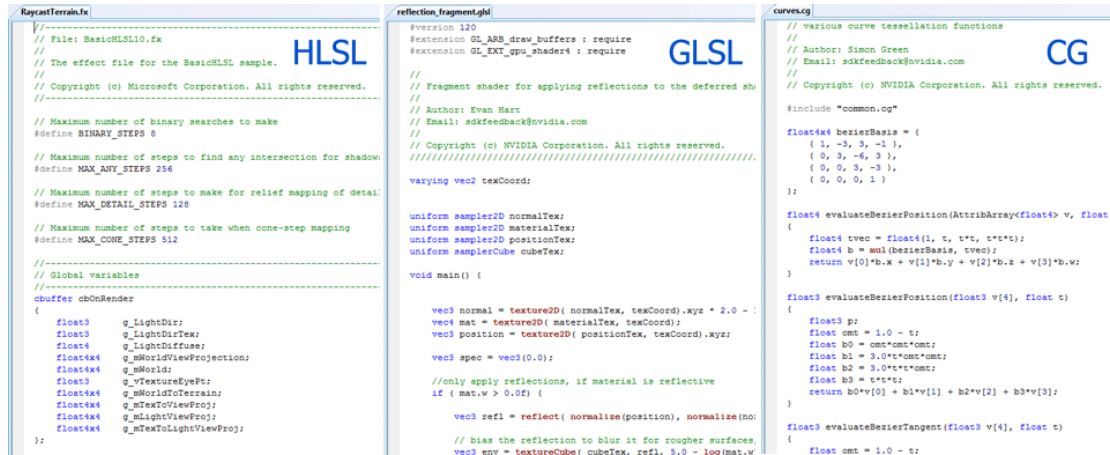 RaycastTerrain.fx
//--------------------------------------------------------------
// File: BasicHLSL10.fx
//
// The effect file for the BasicHLSL sample.
//
// Copyright (c) Microsoft Corporation. All rights reserved.
//--------------------------------------------------------------
HLSL
// Maximum number of binary searches to make
#define BINARY_STEPS 8
// Maximum number of steps to find any intersection for shadow
#define MAX_ANY_STEPS 256
// Maximum number of steps to make for relief mapping of detai
#define MAX_DETAIL_STEPS 128
// Maximum number of steps to take when cone-step mapping
#define MAX_CONE_STEPS 512
//--------------------------------------------------------------
// Global variables
//--------------------------------------------------------------
cbuffer cbOnRender
{
float3 g_LightDir;
float3 g_LightDirTex;
float4 g_LightDiffuse;
float4x4 g_mWorldViewProjection;
float4x4 g_mWorld;
float3 g_vTextureEyePt;
float4x4 g_mWorldToTerrain;
float4x4 g_mTexToViewProj;
float4x4 g_mLightViewProj;
float4x4 g_mTexToLightViewProj;
};
reflection_fragment.glsl
#version 120
#extension GL_ARB_draw_buffers : require
#extension GL_EXT_gpu_shader4 : require
GLSL
//
// Fragment shader for applying reflections to the deferred sh
//
// Author: Evan Hart
// Email: sdkfeedback@nvidia.com
//
// Copyright (c) NVIDIA Corporation. All rights reserved.
////////////////////////////////////////////////////////////////
varying vec2 texCoord;
uniform sampler2D normalTex;
uniform sampler2D materialTex;
uniform sampler2D positionTex;
uniform samplerCube cubeTex;
void main() {
vec3 normal = texture2D( normalTex, texCoord).xyz * 2.0 -
vec4 mat = texture2D( materialTex, texCoord);
vec3 position = texture2D( positionTex, texCoord).xyz;
vec3 spec = vec3(0.0);
//only apply reflections, if material is reflective
if ( mat.w > 0.0f) {
vec3 refl = reflect( normalize(position), normalize(no
// bias the reflection to blur it for rougher surfaces
vec3 env = textureCube( cubeTex, refl, 5.0 - log(mat.w
curves.cg
// various curve tessellation functions
//
// Author: Simon Green
// Email: sdkfeedback@nvidia.com
//
// Copyright (c) NVIDIA Corporation. All rights reserved.
CG
#include "common.cg"
float4x4 bezierBasis = {
{ 1, -3, 3, -1 },
{ 0, 3, -6, 3 },
{ 0, 0, 3, -3 },
{ 0, 0, 0, 1 }
};
float4 evaluateBezierPosition(AttribArray<float4> v, float
{
float4 tvec = float4(1, t, t*t, t*t*t);
float4 b = mul(bezierBasis, tvec);
return v[0]*b.x + v[1]*b.y + v[2]*b.z + v[3]*b.w;
}
float3 evaluateBezierPosition(float3 v[4], float t)
{
float3 p;
float omt = 1.0 - t;
float b0 = omt*omt*omt;
float b1 = 3.0*t*omt*omt;
float b2 = 3.0*t*t*omt;
float b3 = t*t*t;
return b0*v[0] + b1*v[1] + b2*v[2] + b3*v[3];
}
float3 evaluateBezierTangent(float3 v[4], float t)
{
float omt = 1.0 - t;